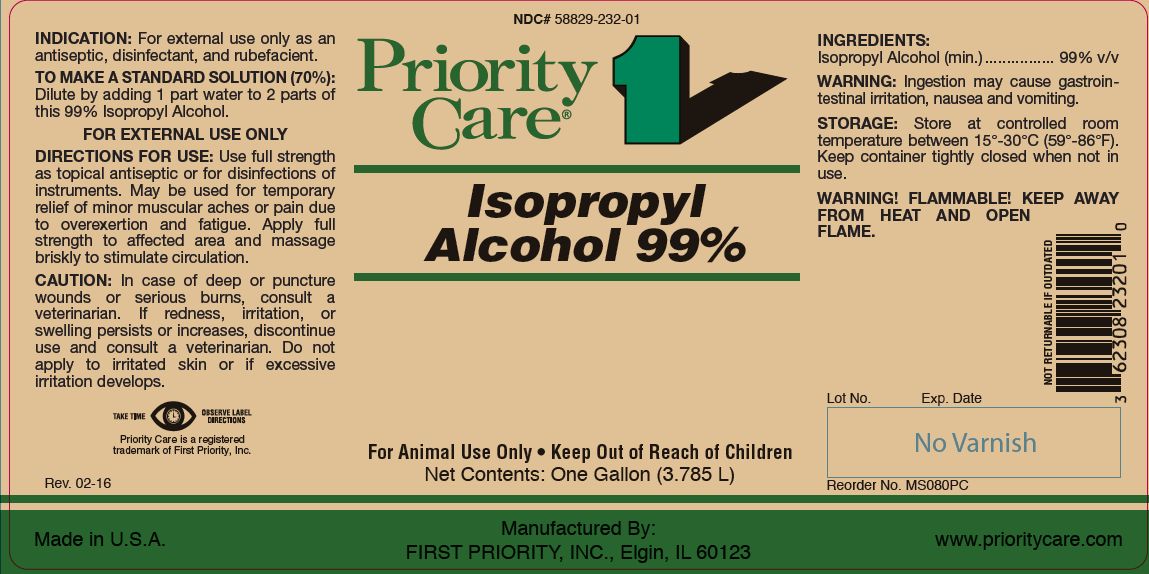 NDC# 58829-232-01
INDICATION: For external use only as an
antiseptic, disinfectant, and rubefacient.
TO MAKE A STANDARD SOLUTION (70%):
Dilute by adding 1 part water to 2 parts of
this 99% Isopropyl Alcohol.
FOR EXTERNAL USE ONLY
DIRECTIONS FOR USE: Use full strength
as topical antiseptic or for disinfections of
instruments. May be used for temporary
relief of minor muscular aches or pain due
to overexertion and fatigue. Apply full
strength to affected area and massage
briskly to stimulate circulation.
CAUTION: In case of deep or puncture
wounds or serious burns, consult a
veterinarian. If redness, irritation, or
swelling persists or increases, discontinue
use and consult a veterinarian. Do not
apply to irritated skin or if excessive
irritation develops.
TAKE TIME
OBSERVE LABEL
DIRECTIONS
Priority Care is a registered
trademark of First Priority, Inc.
Rev. 02-16
Priority
Care®
1
Isopropyl
Alcohol 99%
For Animal Use Only • Keep Out of Reach of Children
Net Contents: One Gallon (3.785 L)
INGREDIENTS:
Isopropyl Alcohol (min.)................ 99% v/v
WARNING: Ingestion may cause gastroin-
testinal irritation, nausea and vomiting.
STORAGE: Store at controlled room
temperature between 15°-30°C (59°-86°F).
Keep container tightly closed when not in
use.
WARNING! FLAMMABLE! KEEP AWAY
FROM HEAT AND OPEN
FLAME.
NOT RETURNABLE IF OUTDATED
3 62308 23201 0
Lot No. Exp. Date
No Varnish
Reorder No. MS080PC
Made in U.S.A.
Manufactured By:
FIRST PRIORITY, INC., Elgin, IL 60123
www.prioritycare.com